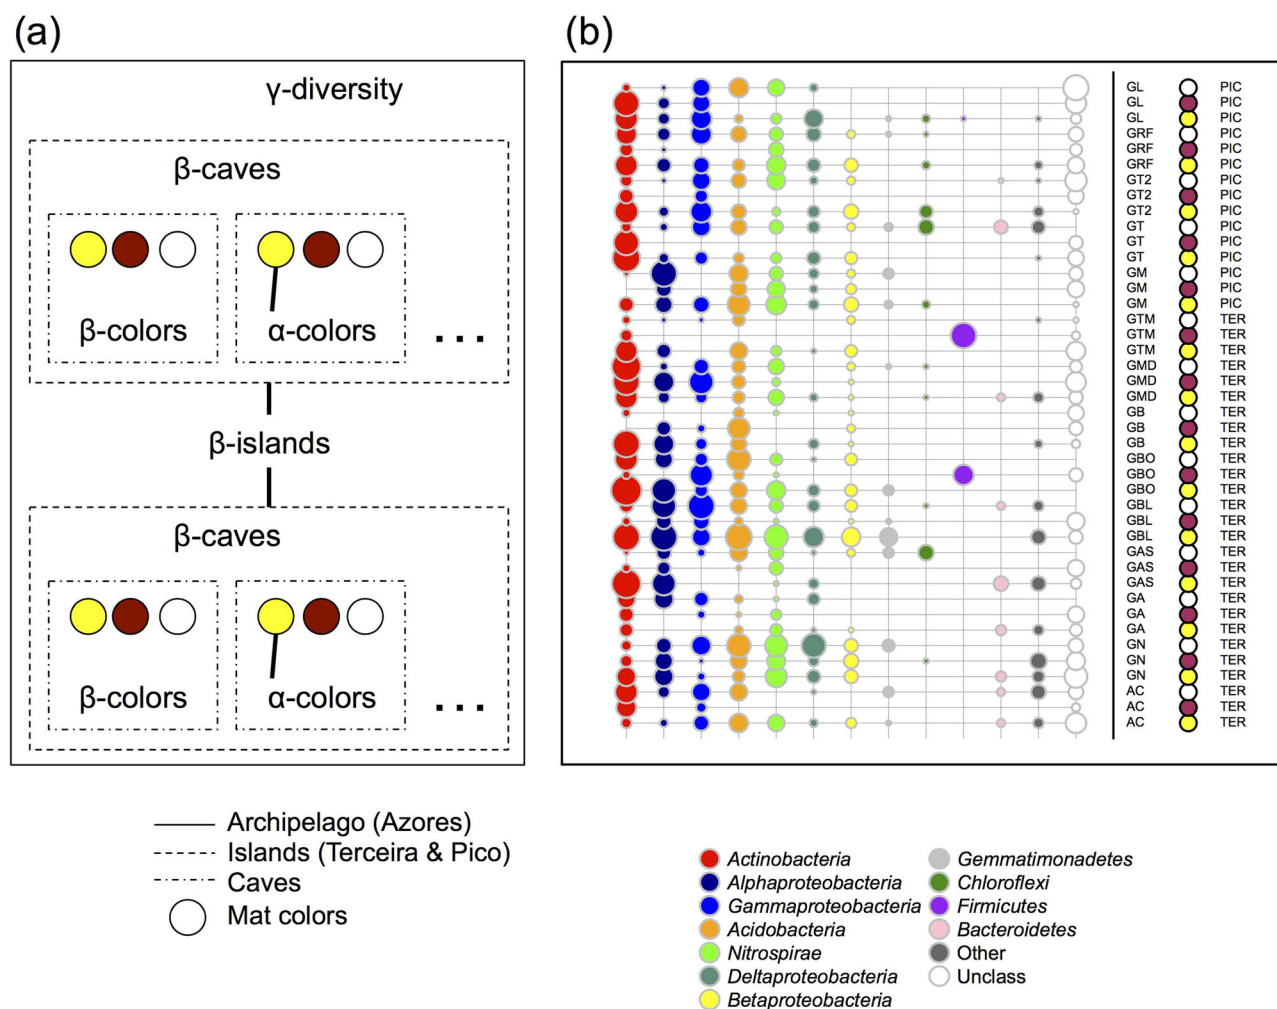 (a)
γ-diversity
β-caves
β-colors
α-colors
...
β-islands
β-caves
β-colors
α-colors
...
Archipelago (Azores)
Islands (Terceira & Pico)
Caves
Mat colors
(b)
GL PIC
GL PIC
GL PIC
GRF PIC
GRF PIC
GRF PIC
GT2 PIC
GT2 PIC
GT2 PIC
GT PIC
GT PIC
GT PIC
GM PIC
GM PIC
GM PIC
GTM TER
GTM TER
GTM TER
GMD TER
GMD TER
GMD TER
GB TER
GB TER
GB TER
GBO TER
GBO TER
GBO TER
GBL TER
GBL TER
GBL TER
GAS TER
GAS TER
GAS TER
GA TER
GA TER
GA TER
GN TER
GN TER
GN TER
AC TER
AC TER
AC TER
Actinobacteria
Alphaproteobacteria
Gammaproteobacteria
Acidobacteria
Nitrospirae
Deltaproteobacteria
Betaproteobacteria
Gemmatimonadetes
Chloroflexi
Firmicutes
Bacteroidetes
Other
Unclass